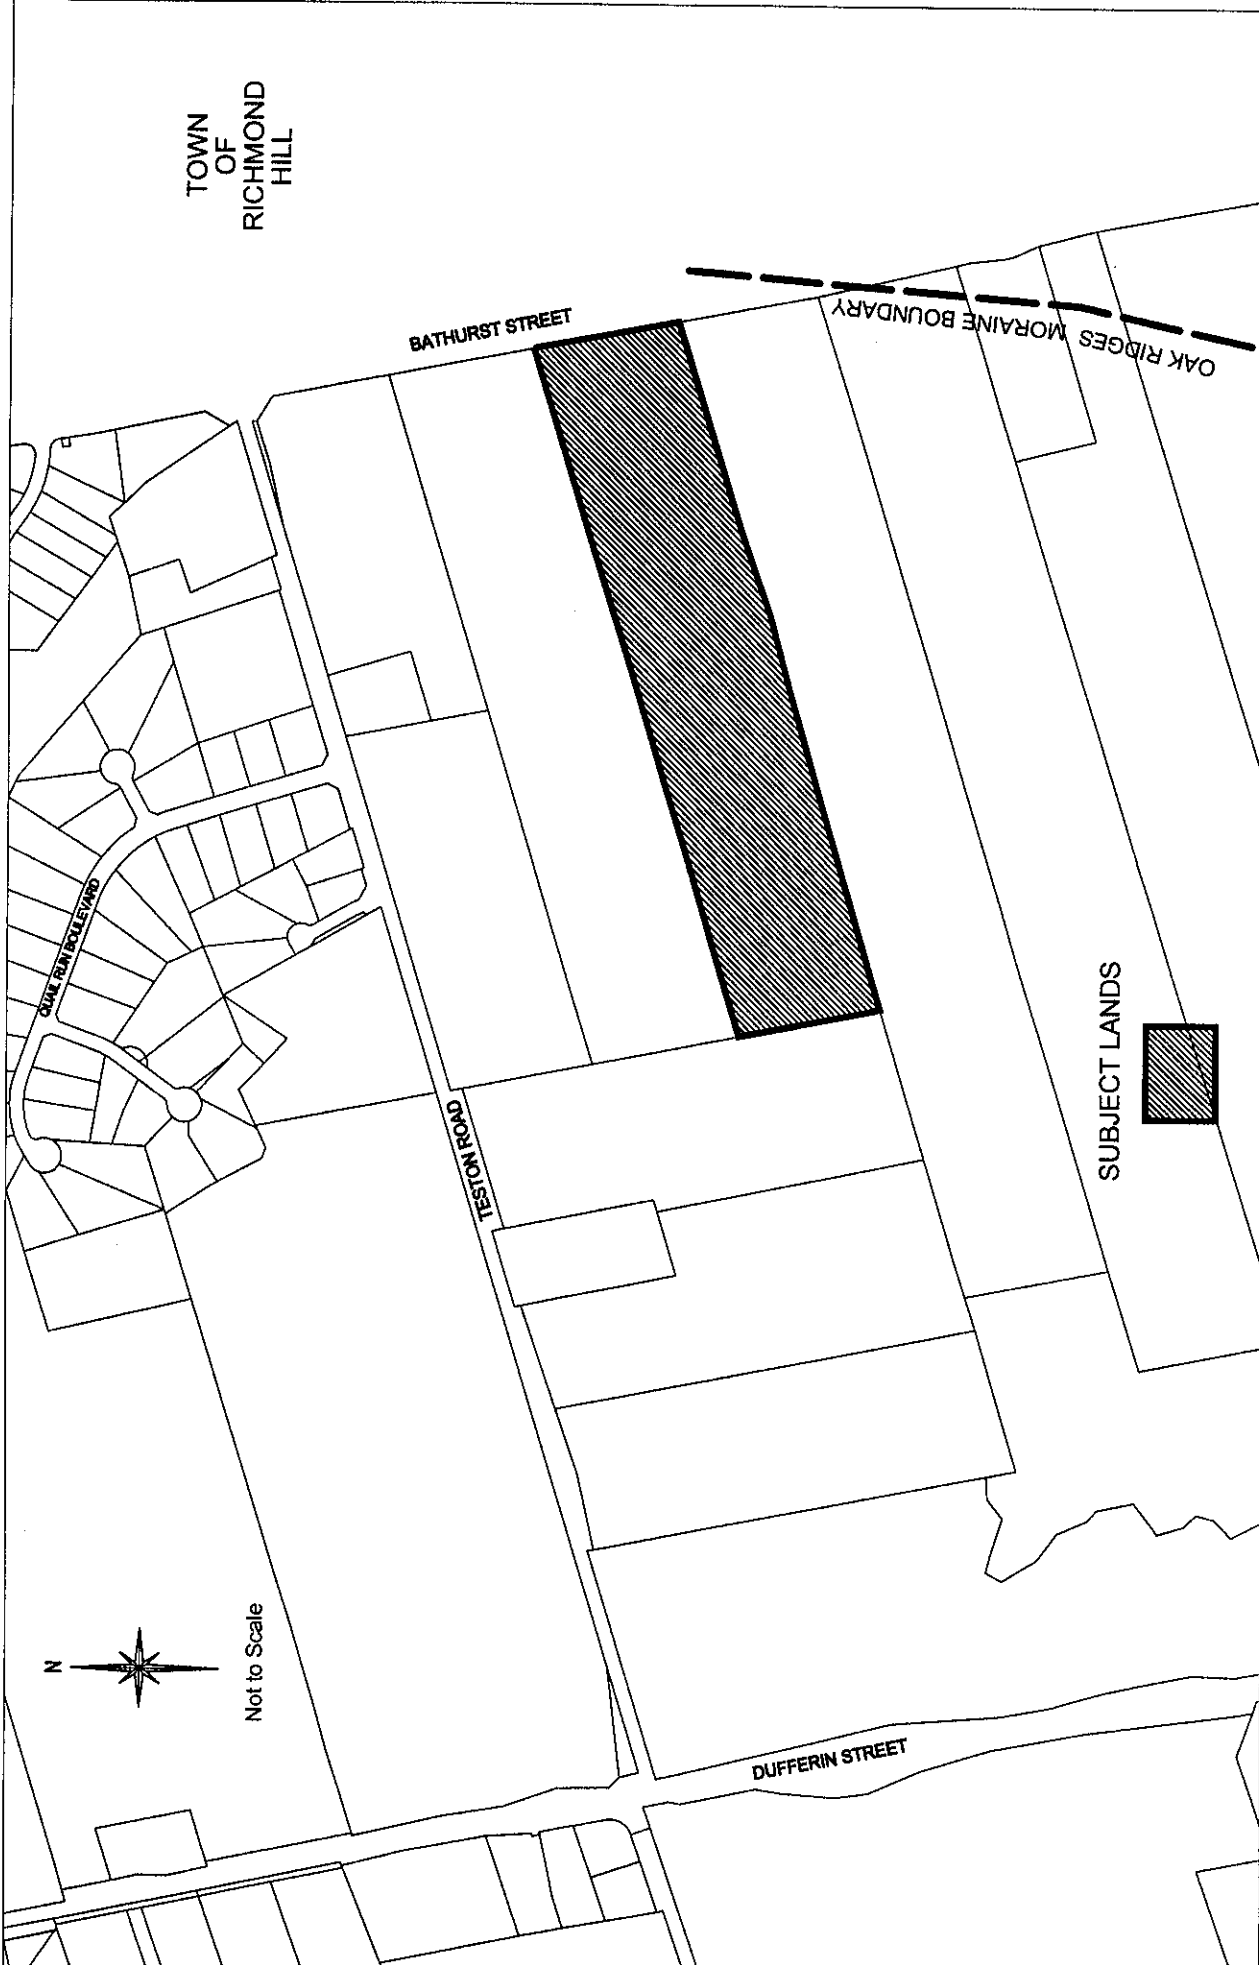 TOWN
OF
RICHMOND
HILL
BATHURST STREET
OAK RIDGES MORAINE BOUNDARY
QUAIL RUN BOULEVARD
TESTON ROAD
SUBJECT LANDS
N
Not to Scale
DUFFERIN STREET